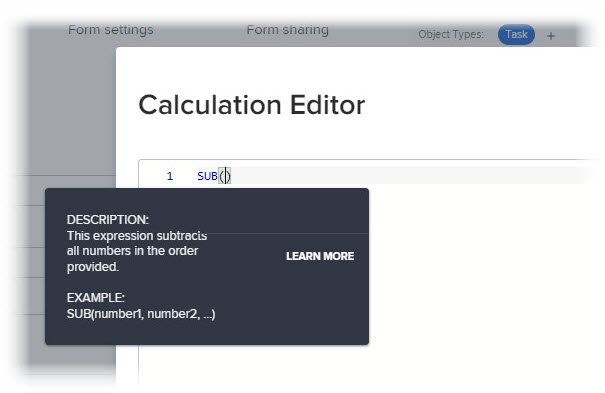 Form settings
Form sharing
Object Types:
Task
+
Calculation Editor
1 SUB()
DESCRIPTION:
This expression subtracts
all numbers in the order
provided.
LEARN MORE
EXAMPLE:
SUB(number1, number2, ...)